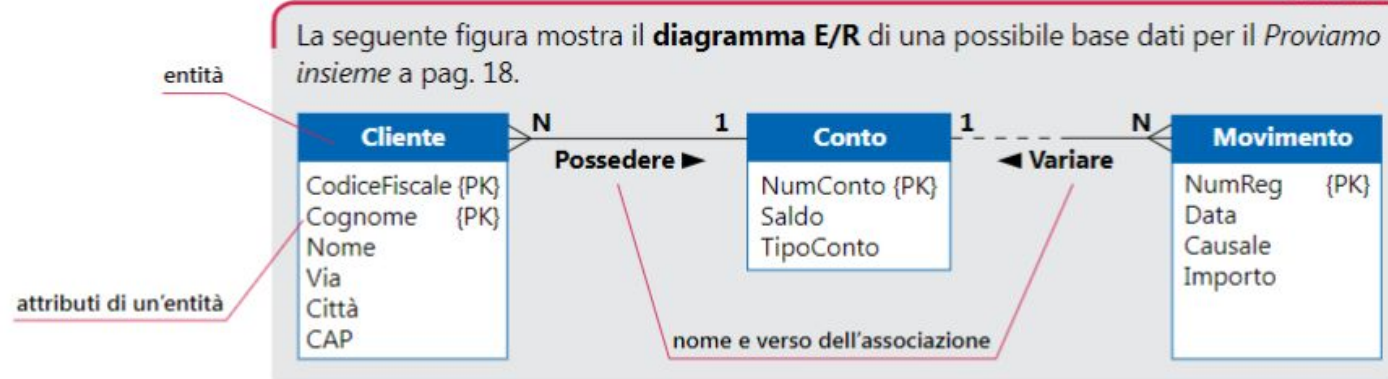 La seguente figura mostra il diagramma E/R di una possibile base dati per il Proviamo
insieme a pag. 18.
entità
Cliente
N
1
Conto
1
N
Movimento
Possedere ►
◄ Variare
CodiceFiscale {PK}
Cognome {PK}
Nome
Via
Città
CAP
NumConto {PK}
Saldo
TipoConto
NumReg {PK}
Data
Causale
Importo
attributi di un'entità
nome e verso dell'associazione